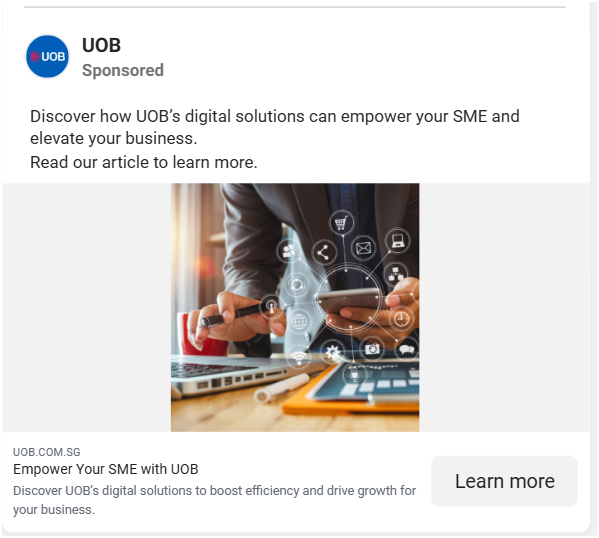 UOB
UOB
Sponsored
Discover how UOB’s digital solutions can empower your SME and
elevate your business.
Read our article to learn more.
UOB.COM.SG
Empower Your SME with UOB
Discover UOB’s digital solutions to boost efficiency and drive growth for
your business.
Learn more